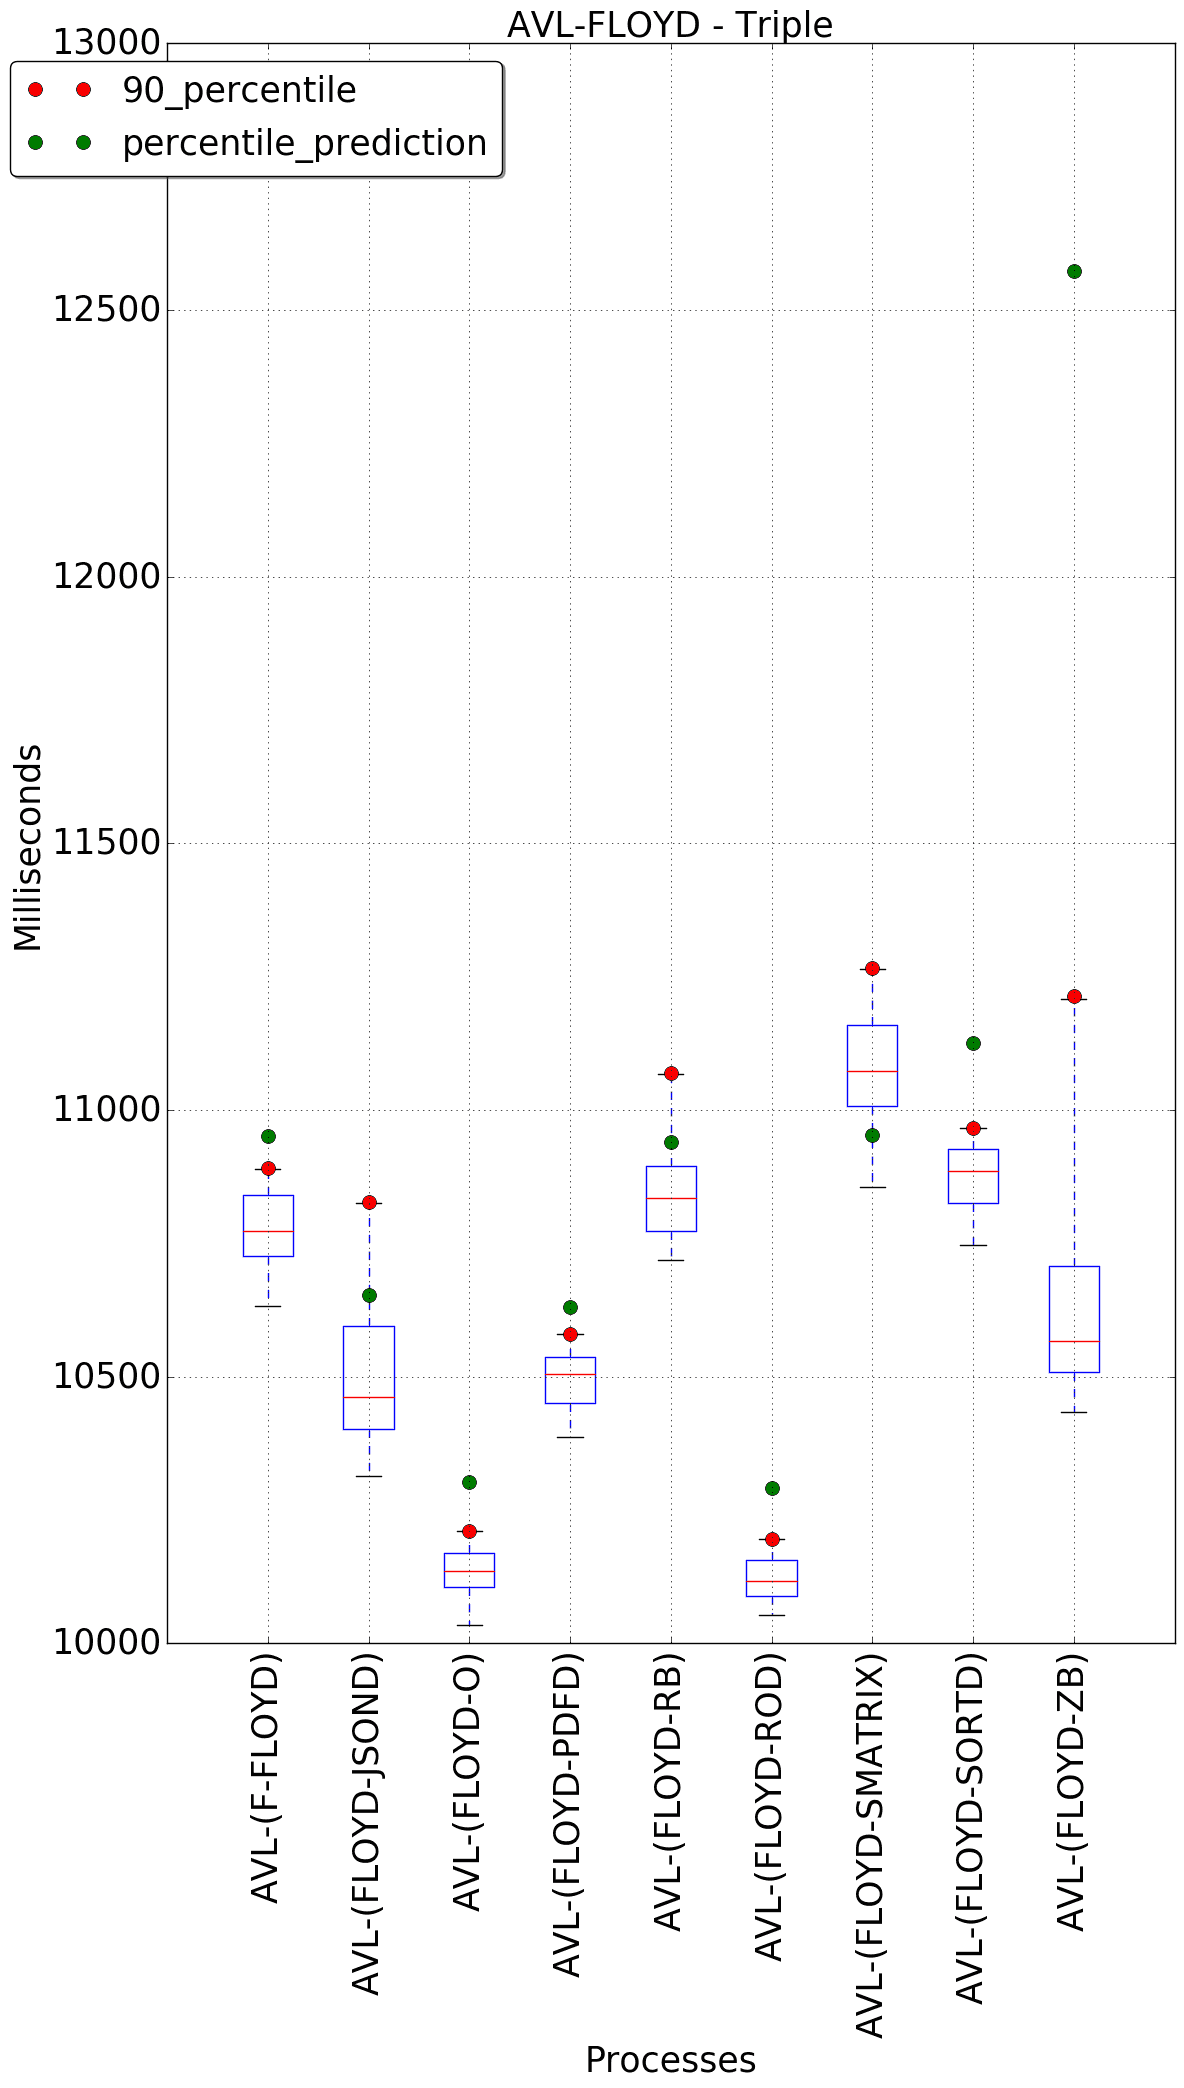 AVL-FLOYD - Triple
90_percentile
percentile_prediction
13000
12500
12000
11500
11000
10500
10000
Milliseconds
AVL-(F-FLOYD)
AVL-(FLOYD-JSOND)
AVL-(FLOYD-O)
AVL-(FLOYD-PDFD)
AVL-(FLOYD-RB)
AVL-(FLOYD-ROD)
AVL-(FLOYD-SMATRIX)
AVL-(FLOYD-SORTD)
AVL-(FLOYD-ZB)
Processes